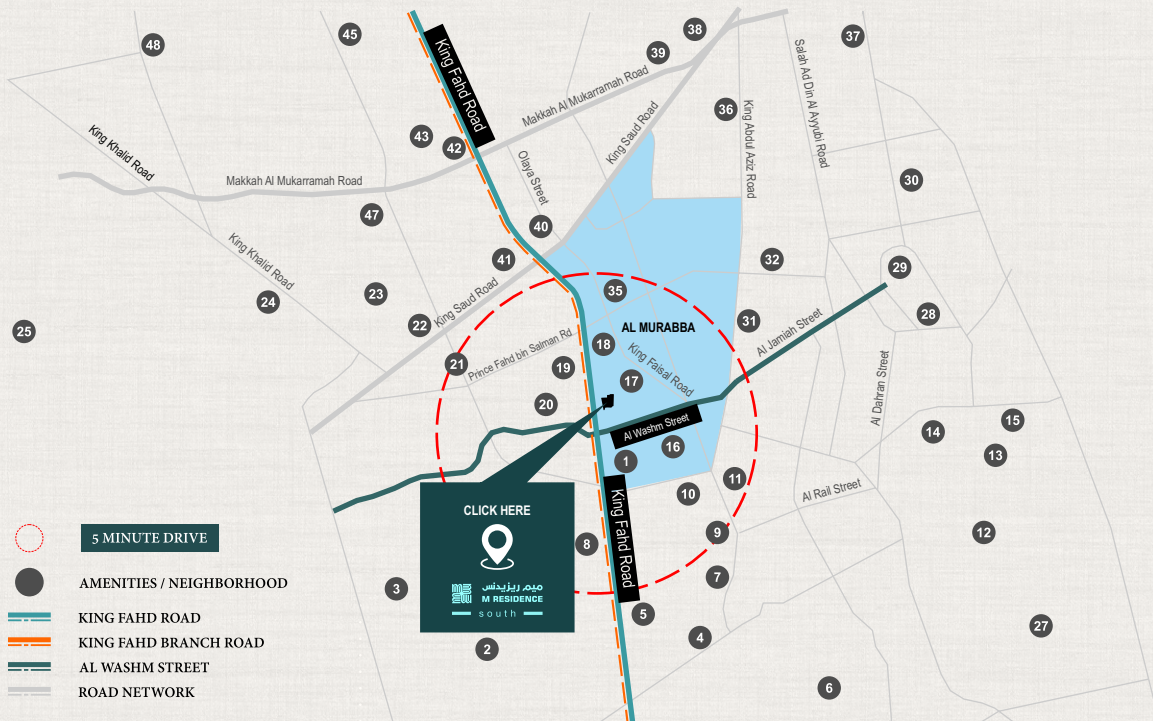 48
45
38
37
39
King Fahd Road
Salah Ad Din Al Ayyubi Road
Makkah Al Mukarramah Road
36
King Abdul Aziz Road
43
42
King Saud Road
King Khalid Road
Olaya Street
Makkah Al Mukarramah Road
30
47
40
King Khalid Road
41
32
29
24
23
35
King Saud Road
28
25
22
AL MURABBA
31
Al Jamiah Street
Prince Fahd bin Salman Rd.
18
King Faisal Road
21
19
17
Al Dahran Street
20
Al Washm Street
15
14
16
13
1
11
10
Al Rail Street
King Fahd Road
CLICK HERE
9
12
8
7
5 MINUTE DRIVE
AMENITIES / NEIGHBORHOOD
3
ميم ريزيدنس
M RESIDENCE
south
KING FAHD ROAD
5
27
4
KING FAHD BRANCH ROAD
2
AL WASHM STREET
6
ROAD NETWORK